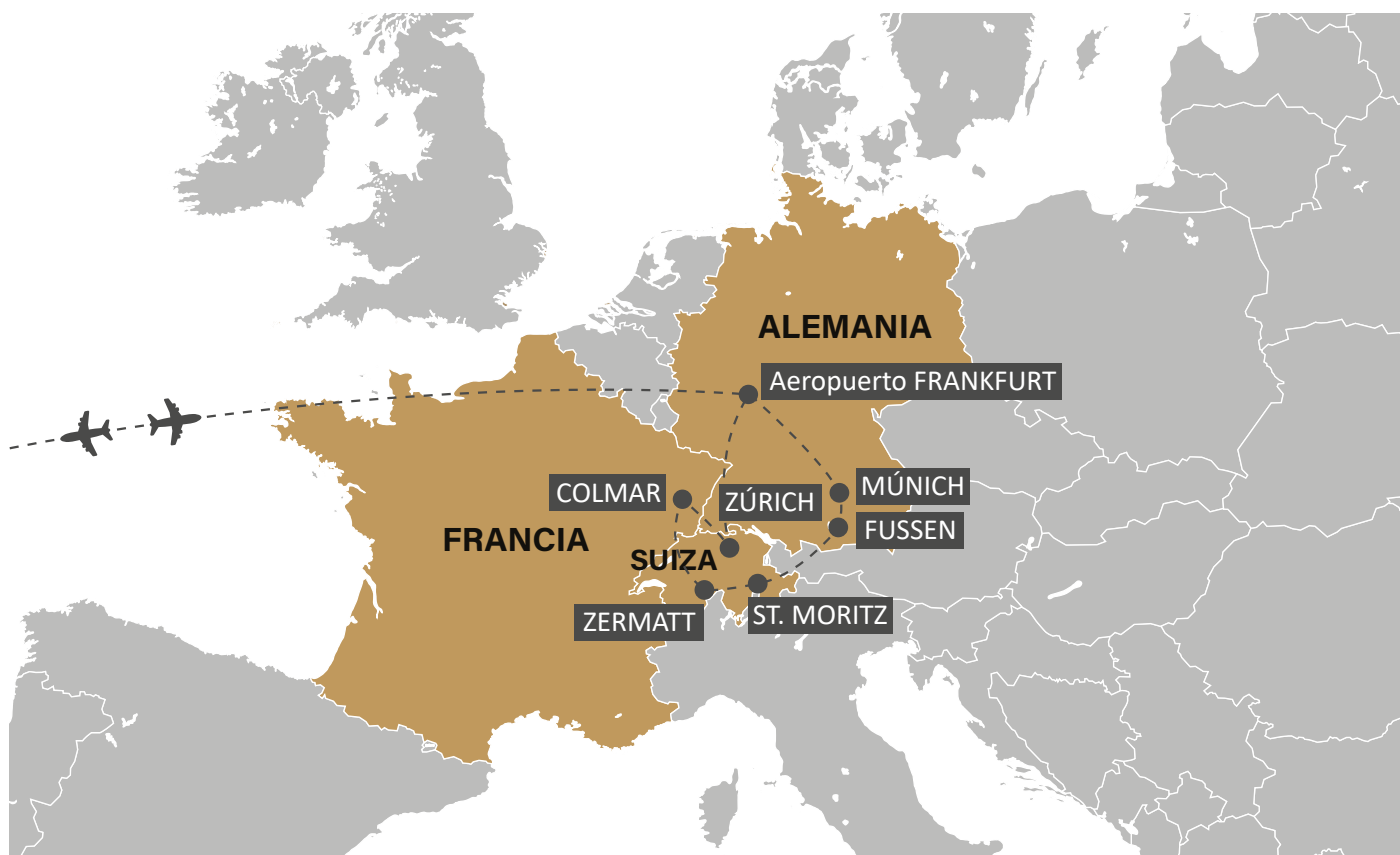 ALEMANIA
Aeropuerto FRANKFURT
COLMAR
ZÚRICH
MÚNICH
FUSSEN
FRANCIA
SUIZA
ZERMATT
ST. MORITZ